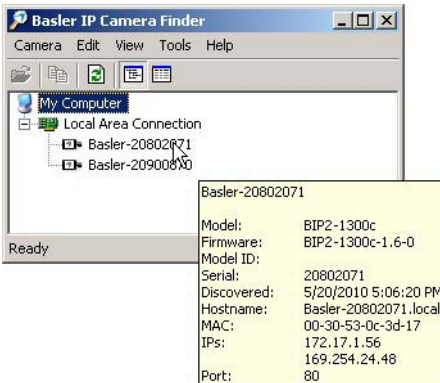 Basler IP Camera Finder
Camera Edit View Tools Help
My Computer
Local Area Connection
Basler-20802071
Basler-20900870
Ready
Basler-20802071
Model: BIP2-1300c
Firmware: BIP2-1300c-1.6-0
Model ID:
Serial: 20802071
Discovered: 5/20/2010 5:06:20 PM
Hostname: Basler-20802071.local
MAC: 00-30-53-0c-3d-17
IPs: 172.17.1.56
169.254.24.48
Port: 80